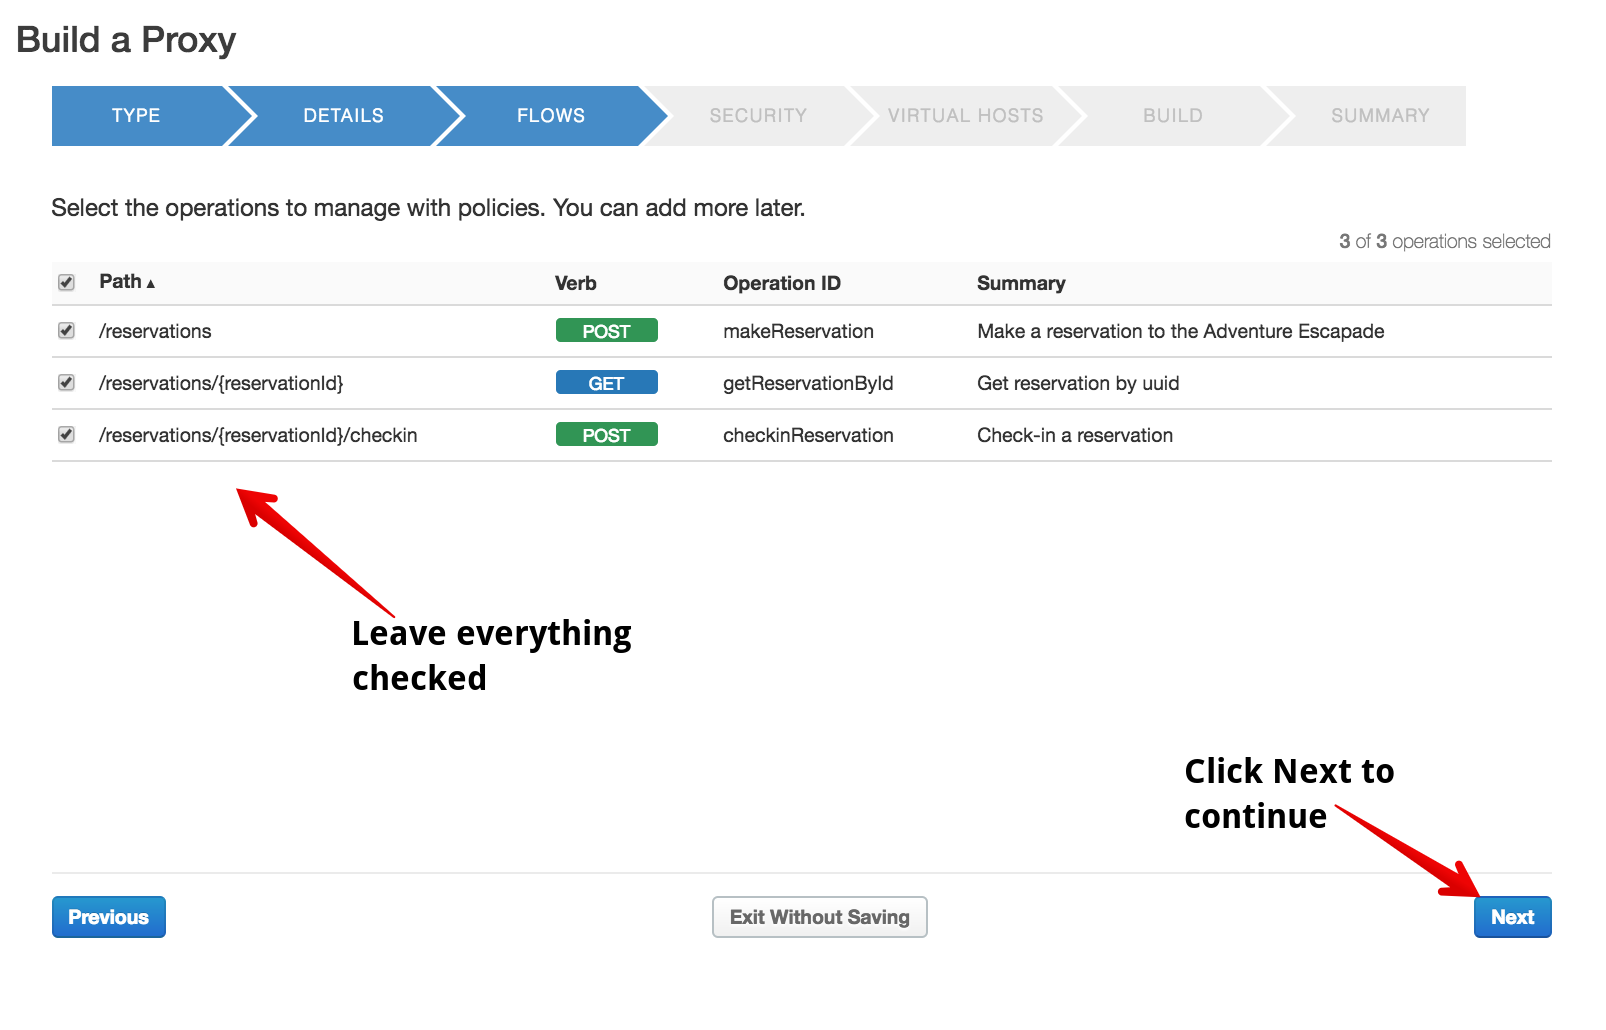 Build a Proxy
TYPE DETAILS FLOWS SECURITY VIRTUAL HOSTS BUILD SUMMARY
Select the operations to manage with policies. You can add more later.
3 of 3 operations selected
Path ▲ Verb Operation ID Summary
/reservations POST makeReservation Make a reservation to the Adventure Escapade
/reservations/{reservationId} GET getReservationById Get reservation by uuid
/reservations/{reservationId}/checkin POST checkinReservation Check-in a reservation
Leave everything
checked
Click Next to
continue
Previous Exit Without Saving Next